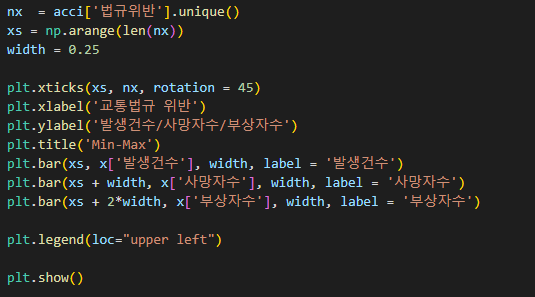 nx  = acci['법규위반'].unique()
xs = np.arange(len(nx))
width = 0.25

plt.xticks(xs, nx, rotation = 45)
plt.xlabel('교통법규 위반')
plt.ylabel('발생건수/사망자수/부상자수')
plt.title('Min-Max')
plt.bar(xs, x['발생건수'], width, label = '발생건수')
plt.bar(xs + width, x['사망자수'], width, label = '사망자수')
plt.bar(xs + 2*width, x['부상자수'], width, label = '부상자수')

plt.legend(loc="upper left")

plt.show()